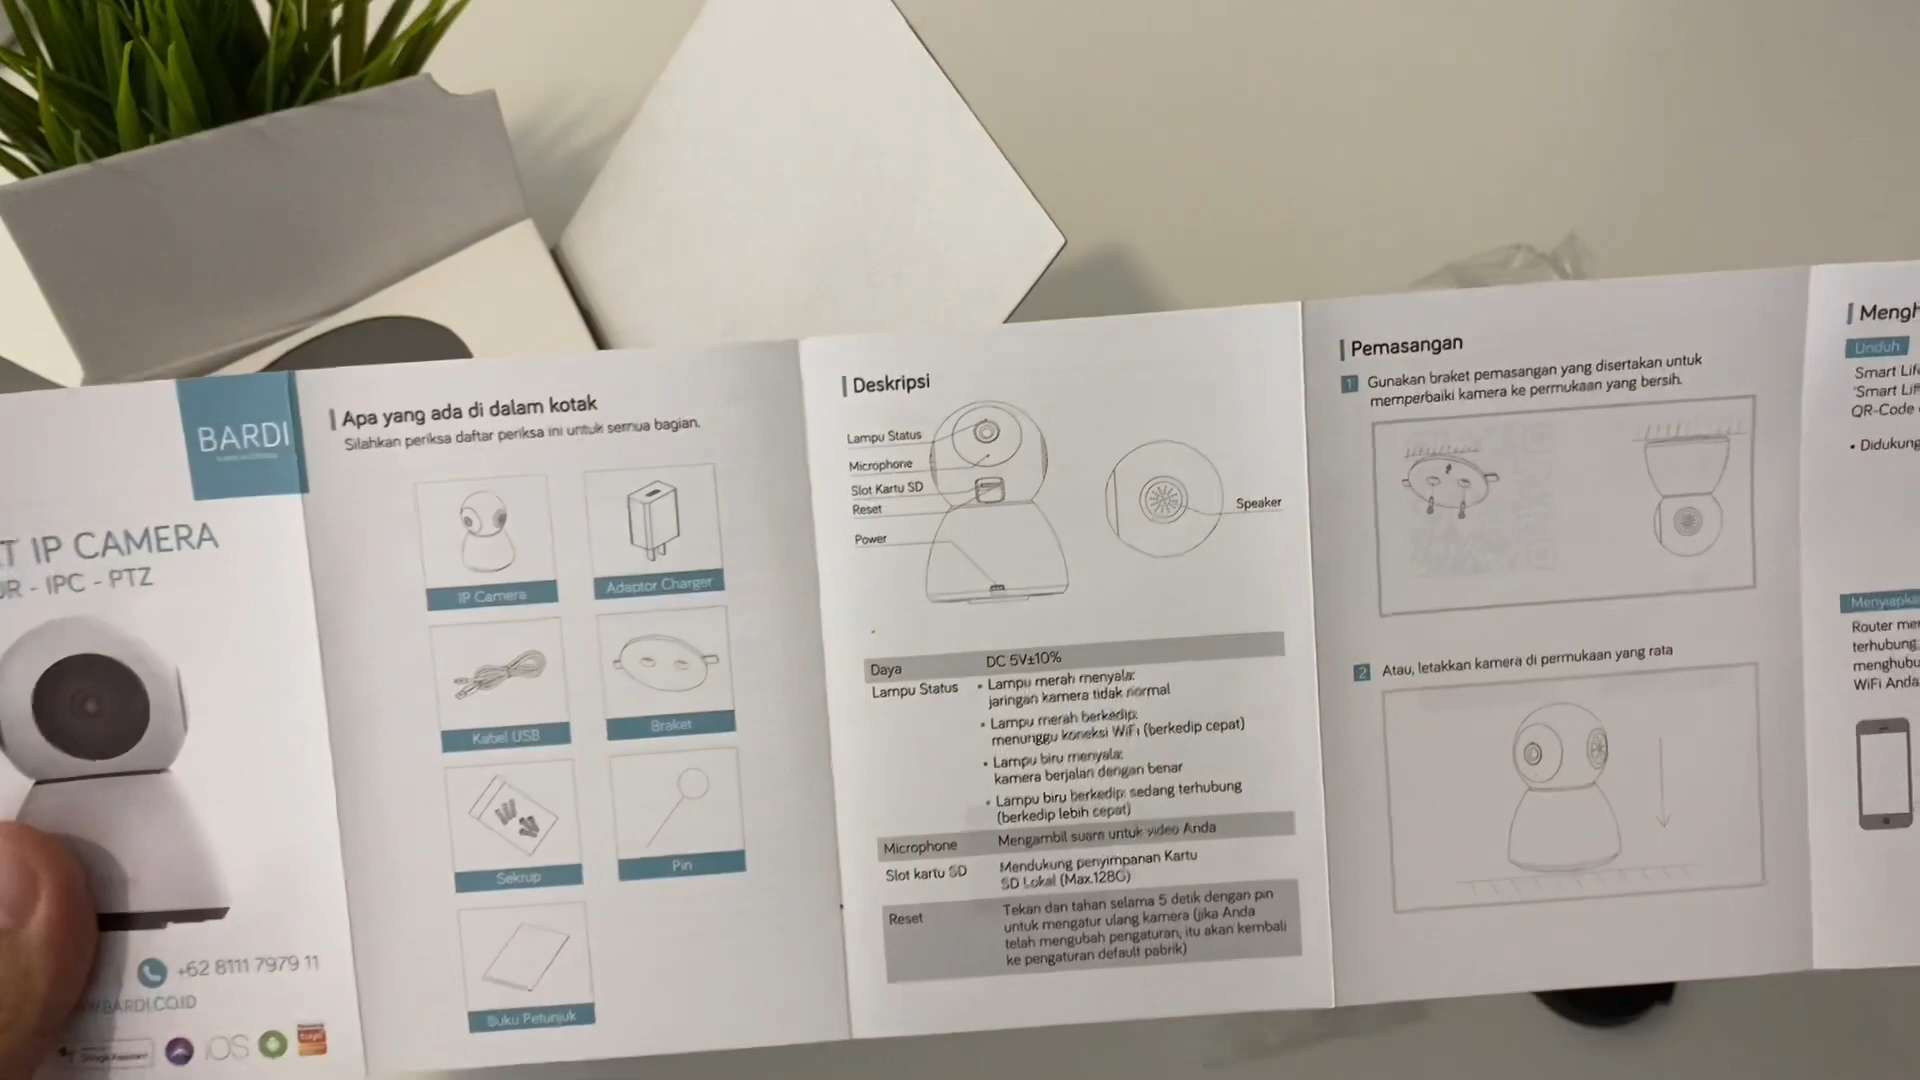 BARDI
T IP CAMERA
OR - IPC - PTZ
+62 8111 7979 11
BARDI.CO.ID
iOS
Apa yang ada di dalam kotak
Silahkan periksa daftar periksa ini untuk semua bagian.
IP Camera
Adaptor Charger
Kabel USB
Braket
Sekrup
Pin
Buku Petunjuk
Deskripsi
Lampu Status
Microphone
Slot Kartu SD
Reset
Power
Speaker
Daya
DC 5V±10%
Lampu Status
• Lampu merah menyala:
jaringan kamera tidak normal
• Lampu merah berkedip:
menunggu koneksi WiFi (berkedip cepat)
• Lampu biru menyala:
kamera berjalan dengan benar
• Lampu biru berkedip: sedang terhubung
(berkedip lebih cepat)
Microphone
Mengambil suara untuk video Anda
Slot kartu SD
Mendukung penyimpanan Kartu
SD Lokal (Max.128G)
Reset
Tekan dan tahan selama 5 detik dengan pin
untuk mengatur ulang kamera (jika Anda
telah mengubah pengaturan, itu akan kembali
ke pengaturan default pabrik)
Pemasangan
1 Gunakan braket pemasangan yang disertakan untuk
memperbaiki kamera ke permukaan yang bersih.
2 Atau, letakkan kamera di permukaan yang rata
Mengh
Unduh
Smart Life
'Smart Lif
QR-Code
• Didukung
Menyiapkan
Router men
terhubung
menghubu
WiFi Anda